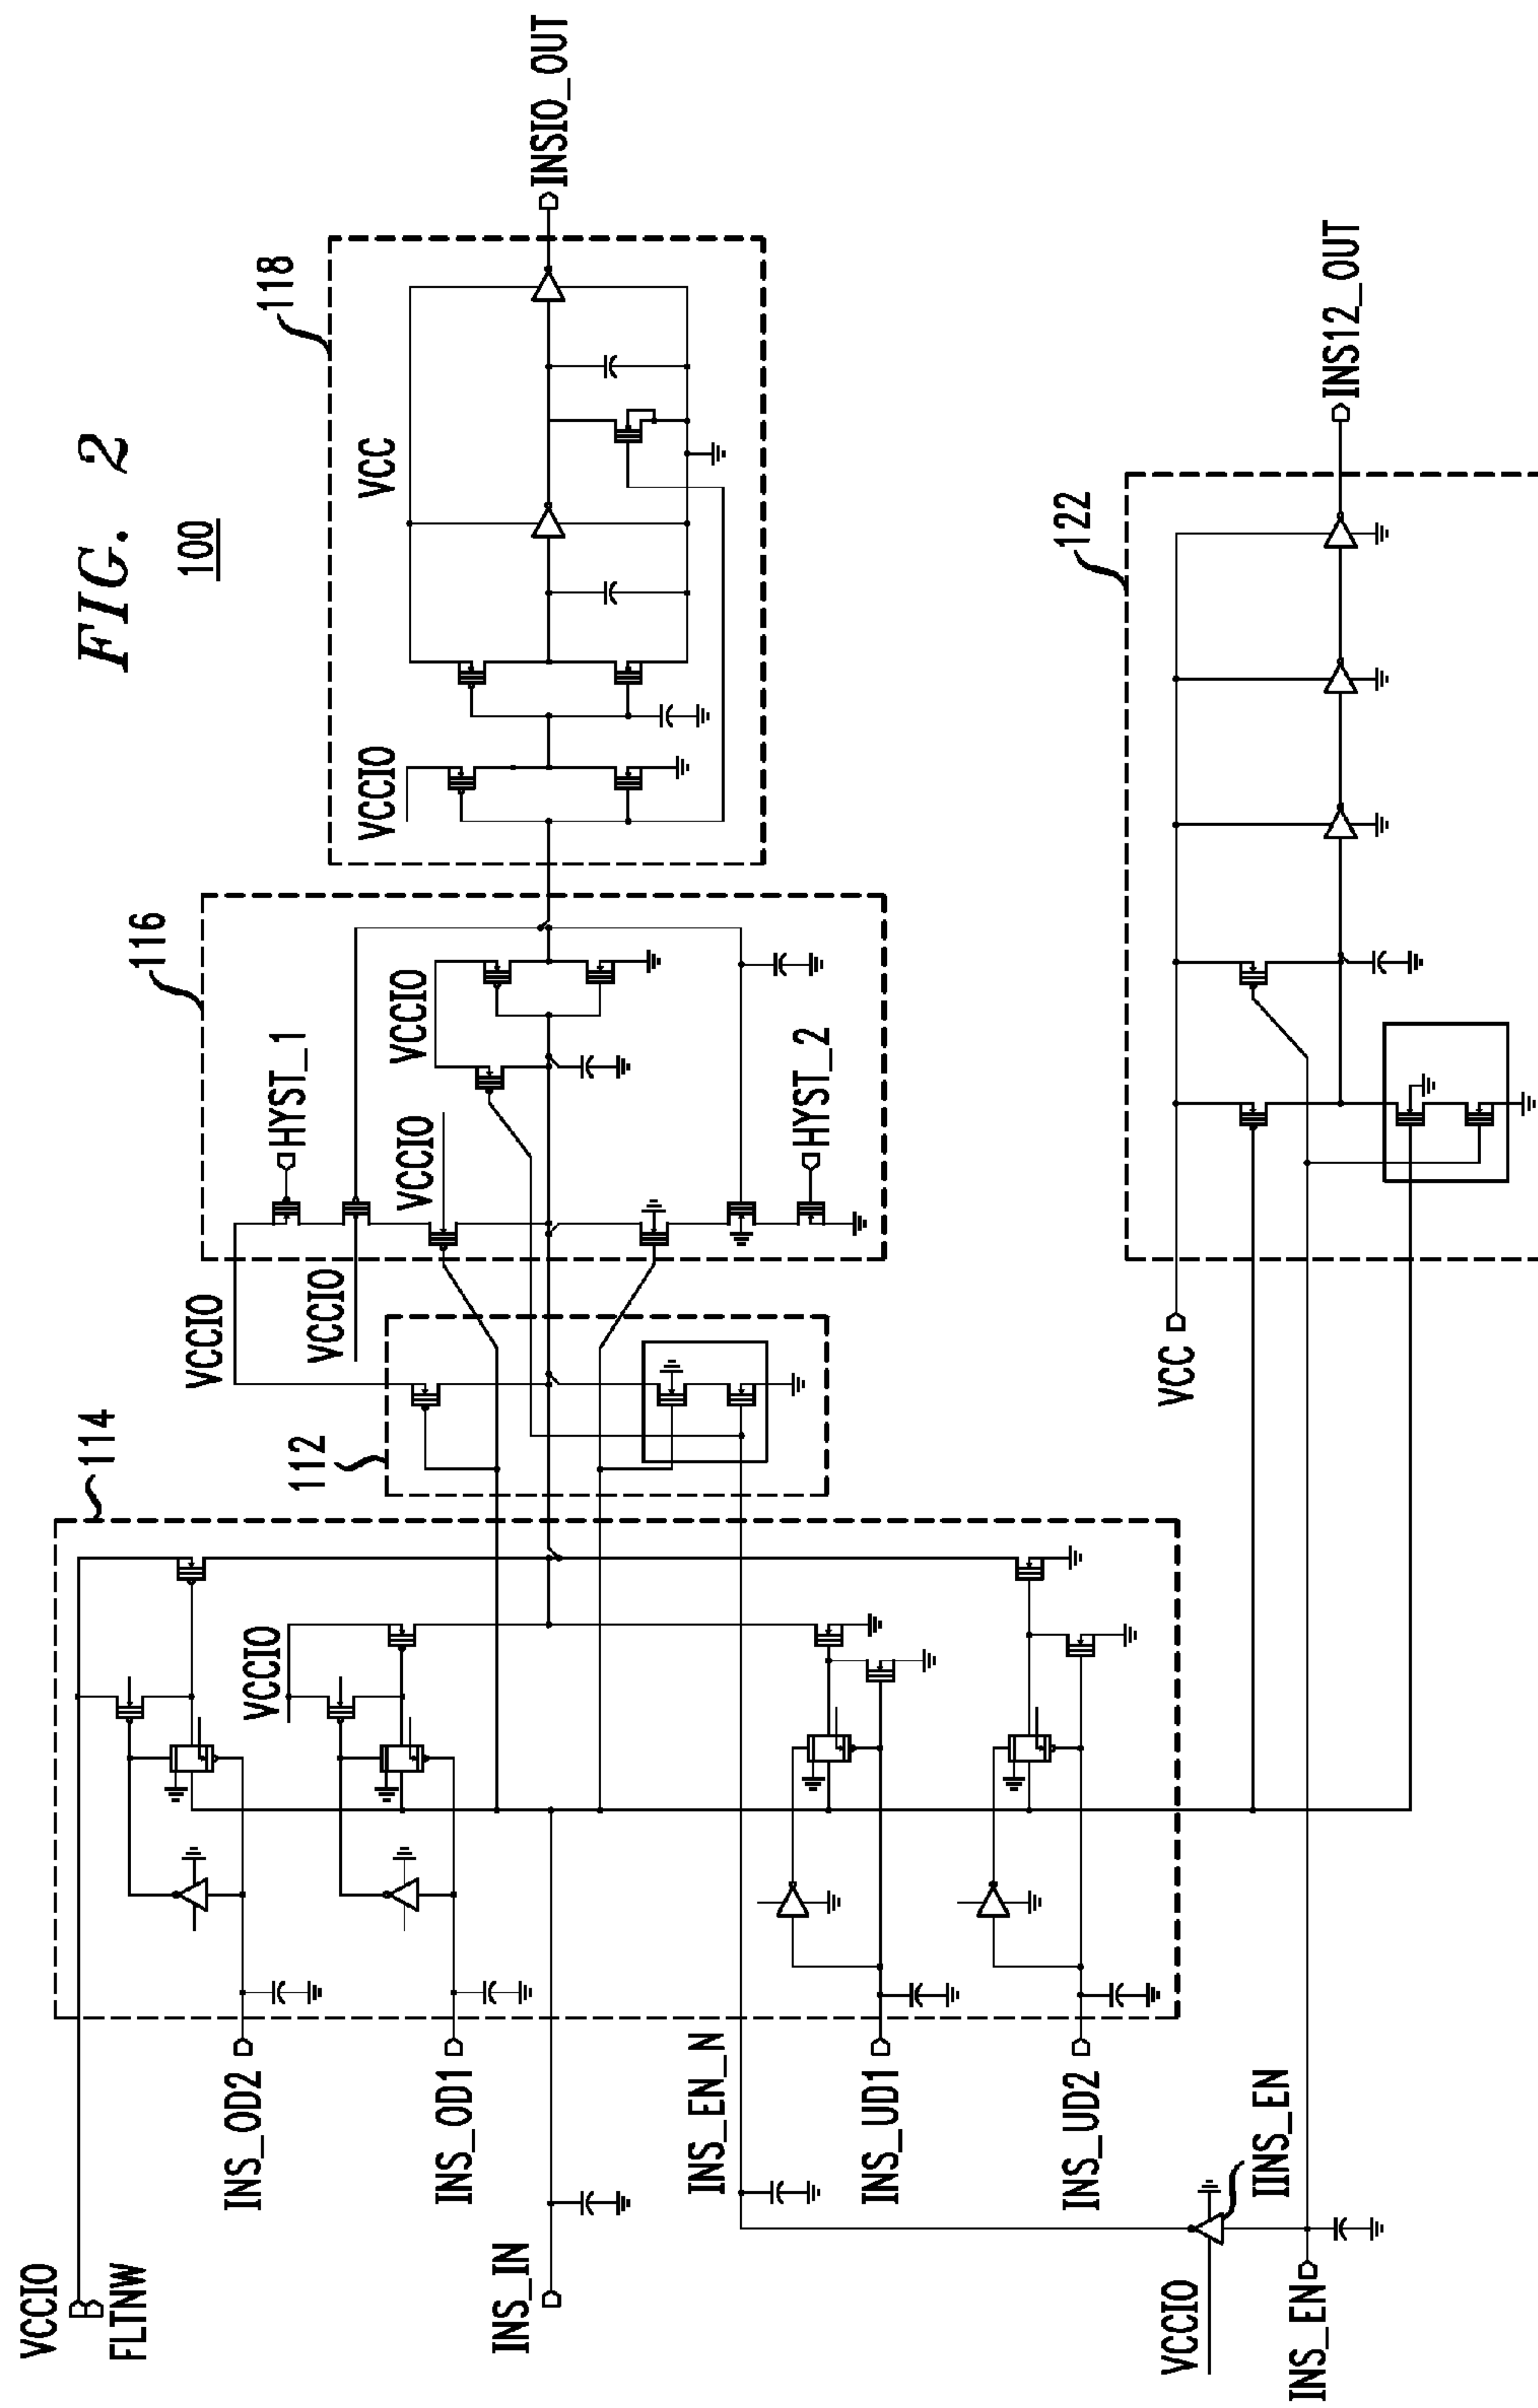 FIG. 2
100
118
INSIO_OUT
VCC
VCCIO
116
HYST_1
VCCIO
VCCIO
HYST_2
VCCIO
VCCIO
112
114
VCCIO
VCCIO
FLTNW
INS_OD2
INS_OD1
INS_IN
INS_EN_N
INS_UD1
INS_UD2
122
INS12_OUT
VCC
IINS_EN
VCCIO
INS_EN